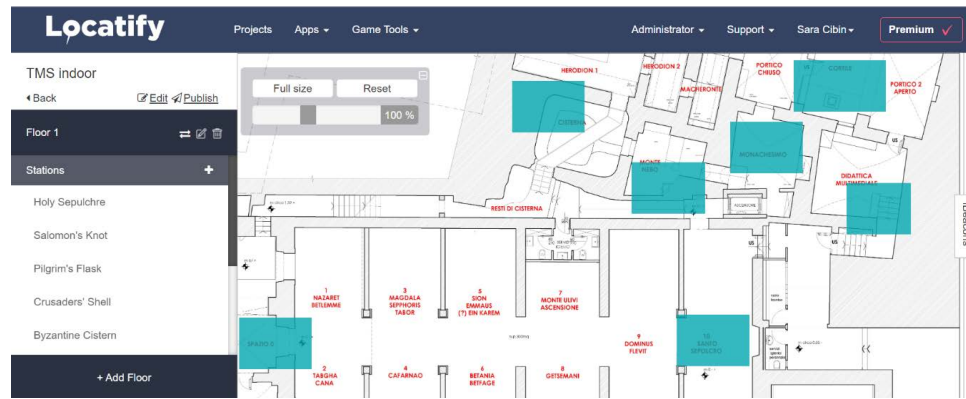 Locatify
Projects Apps Game Tools Administrator Support Sara Cibin Premium
TMS indoor
Back Edit Publish
Floor 1
Stations +
Holy Sepulchre
Salomon's Knot
Pilgrim's Flask
Crusaders' Shell
Byzantine Cistern
+ Add Floor
Full size Reset
100 %
HERODION 1
HERODION 2
MACHERONTE
PORTICO
CHIUSO
CORTILE
PORTICO 2
APERTO
CISTERNA
MONTE
NEBO
MONACHESIMO
DIDATTICA
MULTIMEDIALE
US
US
US
RESTI DI CISTERNA
1
NAZARET
BETLEMME
3
MAGDALA
SEPPHORIS
TABOR
5
SION
EMMAUS
(?) EIN KAREM
7
MONTE ULIVI
ASCENSIONE
9
DOMINUS
FLEVIT
10
SANTO
SEPOLCRO
2
TABGHA
CANA
4
CAFARNAO
6
BETANIA
BETFAGE
8
GETSEMANI